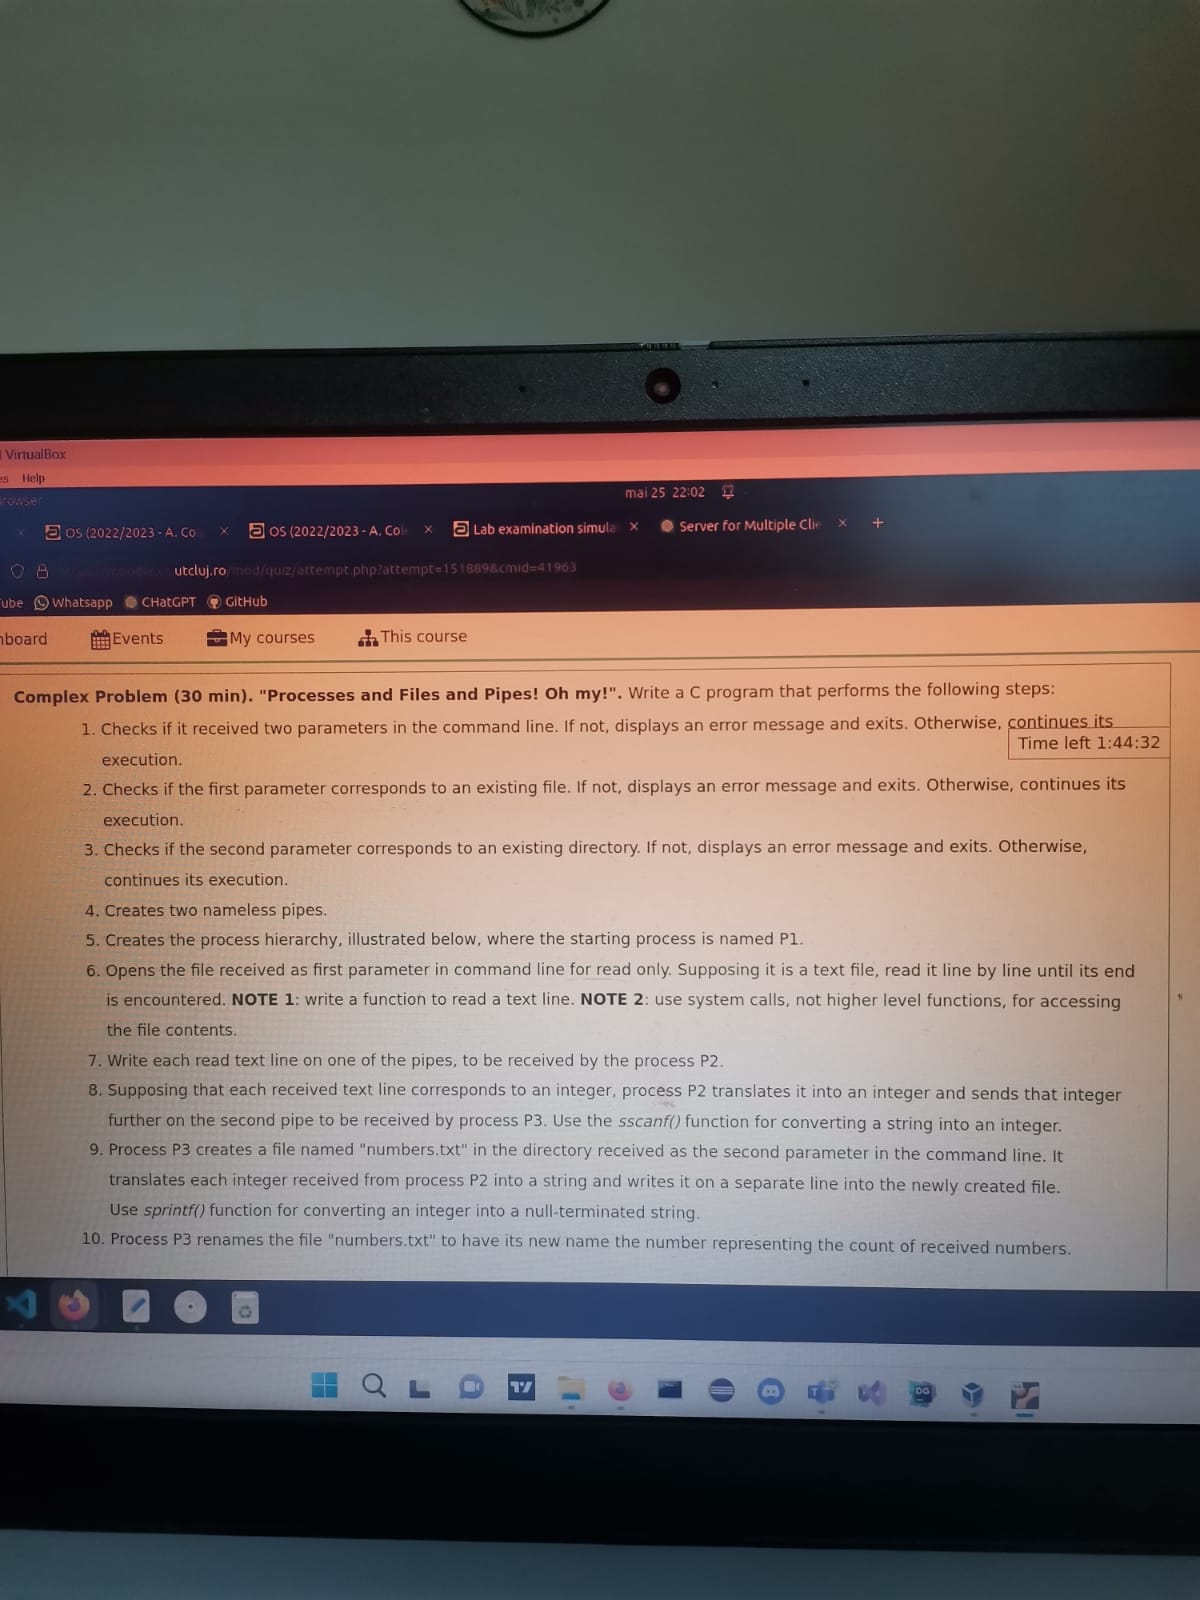 VirtualBox
es Help
rowser
mai 25 22:02
OS (2022/2023 - A. Co
OS (2022/2023 - A. Col
Lab examination simula
Server for Multiple Clie
utcluj.ro/mod/quiz/attempt.php?attempt=151889&cmid=41963
ube Whatsapp CHatGPT GitHub
board Events My courses This course
Complex Problem (30 min). "Processes and Files and Pipes! Oh my!". Write a C program that performs the following steps:
1. Checks if it received two parameters in the command line. If not, displays an error message and exits. Otherwise, continues its
Time left 1:44:32
execution.
2. Checks if the first parameter corresponds to an existing file. If not, displays an error message and exits. Otherwise, continues its
execution.
3. Checks if the second parameter corresponds to an existing directory. If not, displays an error message and exits. Otherwise,
continues its execution.
4. Creates two nameless pipes.
5. Creates the process hierarchy, illustrated below, where the starting process is named P1.
6. Opens the file received as first parameter in command line for read only. Supposing it is a text file, read it line by line until its end
is encountered. NOTE 1: write a function to read a text line. NOTE 2: use system calls, not higher level functions, for accessing
the file contents.
7. Write each read text line on one of the pipes, to be received by the process P2.
8. Supposing that each received text line corresponds to an integer, process P2 translates it into an integer and sends that integer
further on the second pipe to be received by process P3. Use the sscanf() function for converting a string into an integer.
9. Process P3 creates a file named "numbers.txt" in the directory received as the second parameter in the command line. It
translates each integer received from process P2 into a string and writes it on a separate line into the newly created file.
Use sprintf() function for converting an integer into a null-terminated string.
10. Process P3 renames the file "numbers.txt" to have its new name the number representing the count of received numbers.
DG